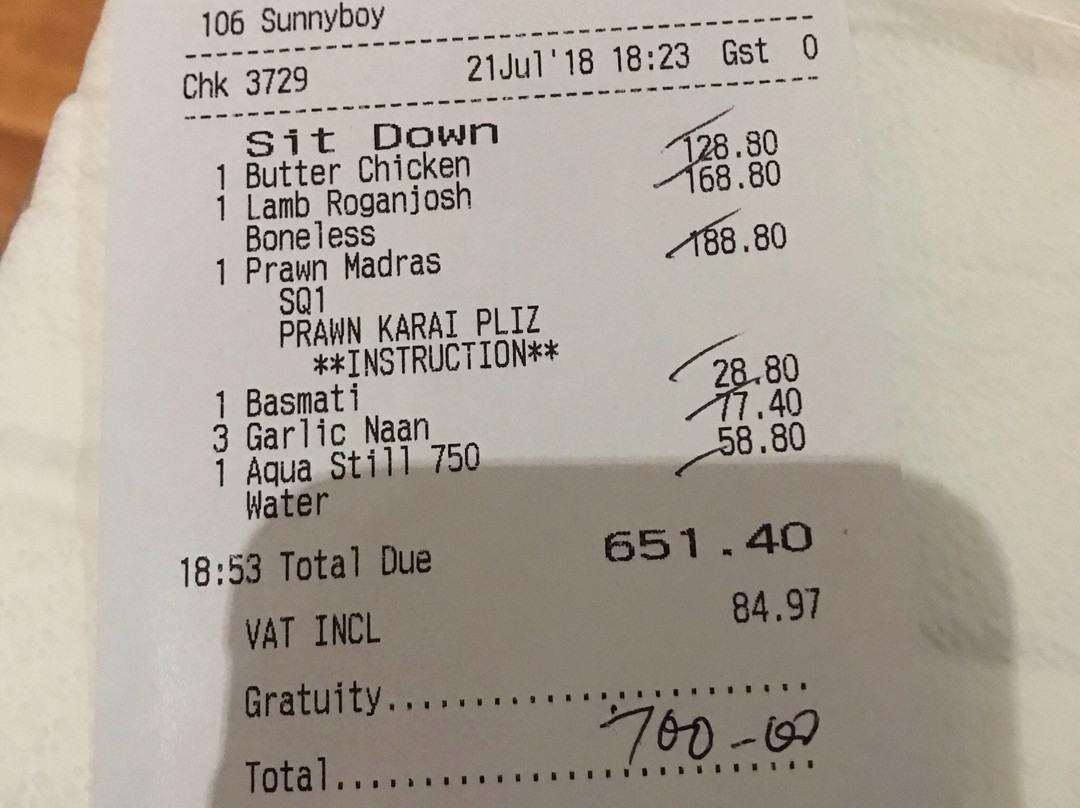 106 Sunnyboy
Chk 3729 21Jul'18 18:23 Gst 0
Sit Down
1 Butter Chicken 128.80
1 Lamb Roganjosh 168.80
Boneless
1 Prawn Madras 188.80
SQ1
PRAWN KARAI PLIZ
**INSTRUCTION**
1 Basmati 28.80
3 Garlic Naan 77.40
1 Aqua Still 750 58.80
Water
18:53 Total Due 651.40
VAT INCL 84.97
Gratuity..............................
700-00
Total..............................